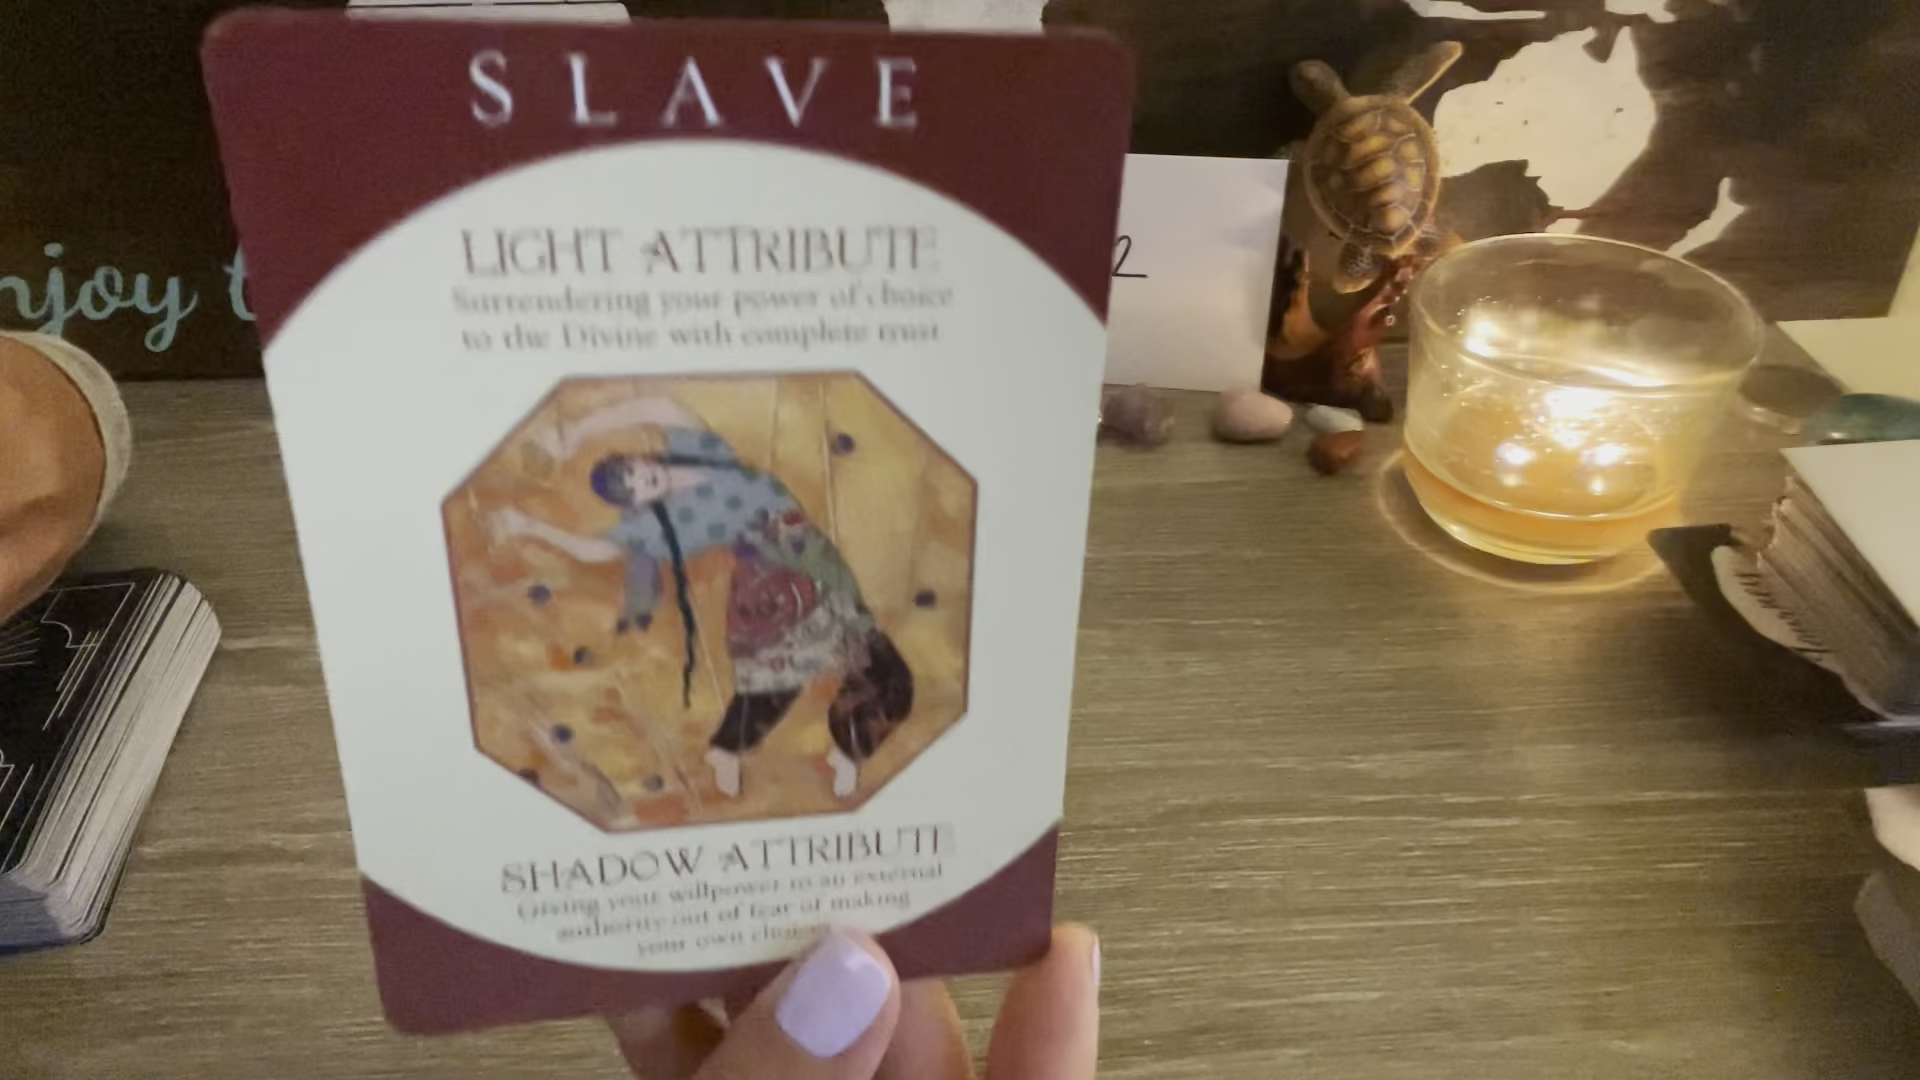 SLAVE
LIGHT ATTRIBUTE
Surrendering your power of choice
to the Divine with complete trust
SHADOW ATTRIBUTE
Giving your willpower to an external
authority out of fear of making
your own choices
njoy t
2